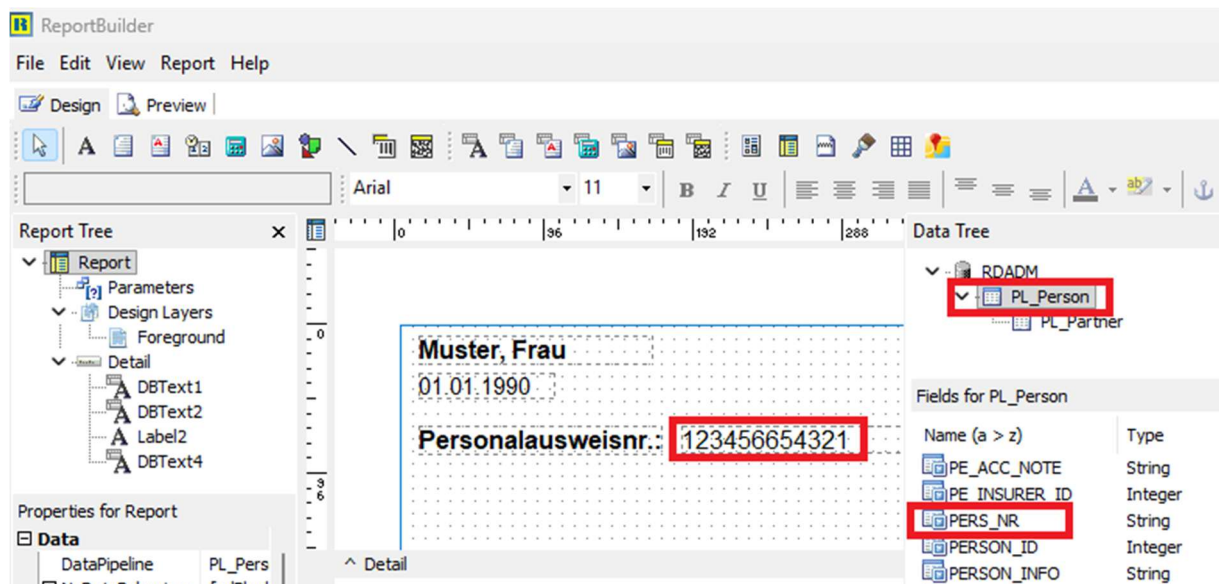 ReportBuilder
File Edit View Report Help
Design Preview
Arial 11 B I U A ab
Report Tree
Report
Parameters
Design Layers
Foreground
Detail
DBText1
DBText2
Label2
DBText4
Properties for Report
Data
DataPipeline PL_Pers
0 96 192 288
0
96
Muster, Frau
01.01.1990
Personalausweisnr.: 123456654321
^ Detail
Data Tree
RDADM
PL_Person
PL_Partner
Fields for PL_Person
Name (a > z) Type
PE_ACC_NOTE String
PE_INSURER_ID Integer
PERS_NR String
PERSON_ID Integer
PERSON_INFO String